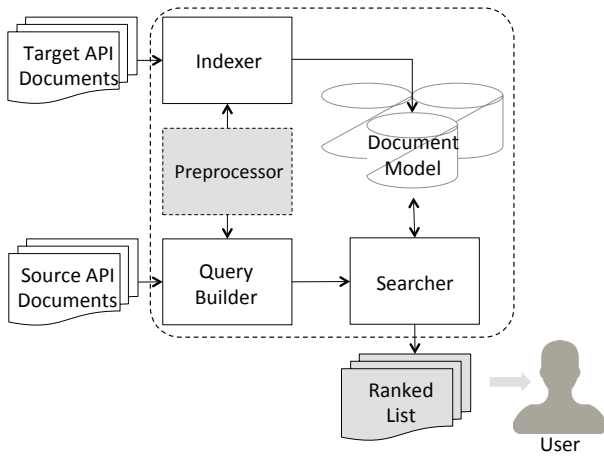 Target API
Documents
Indexer
Document
Model
Preprocessor
Source API
Documents
Query
Builder
Searcher
Ranked
List
User